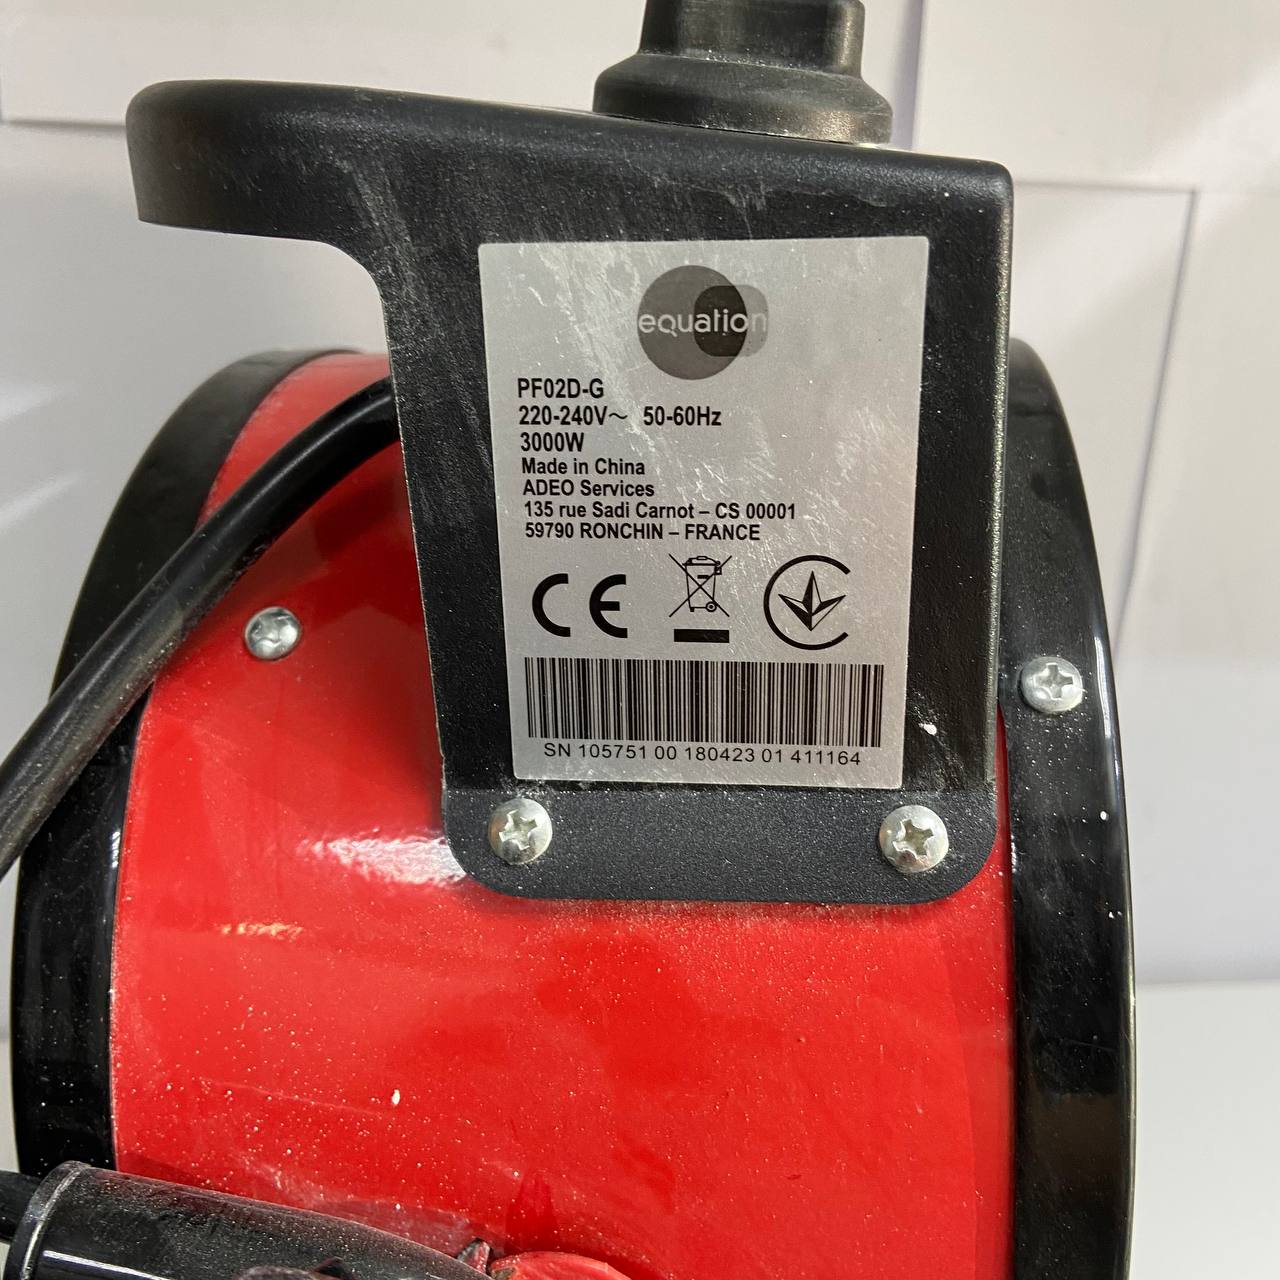 equation
PF02D-G
220-240V~ 50-60Hz
3000W
Made in China
ADEO Services
135 rue Sadi Carnot – CS 00001
59790 RONCHIN – FRANCE
CE
SN 105751 00 180423 01 411164